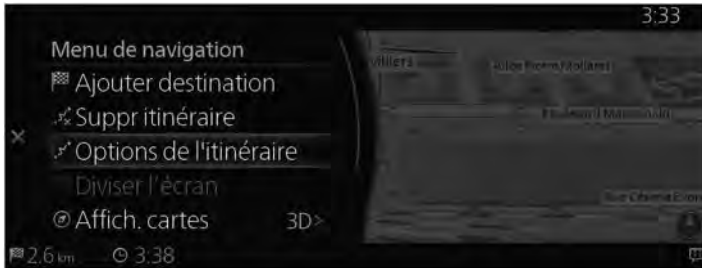 3:33
Menu de navigation
Ajouter destination
Suppr itinéraire
Options de l'itinéraire
Diviser l'écran
Affich. cartes 3D>
2.6 km 3:38